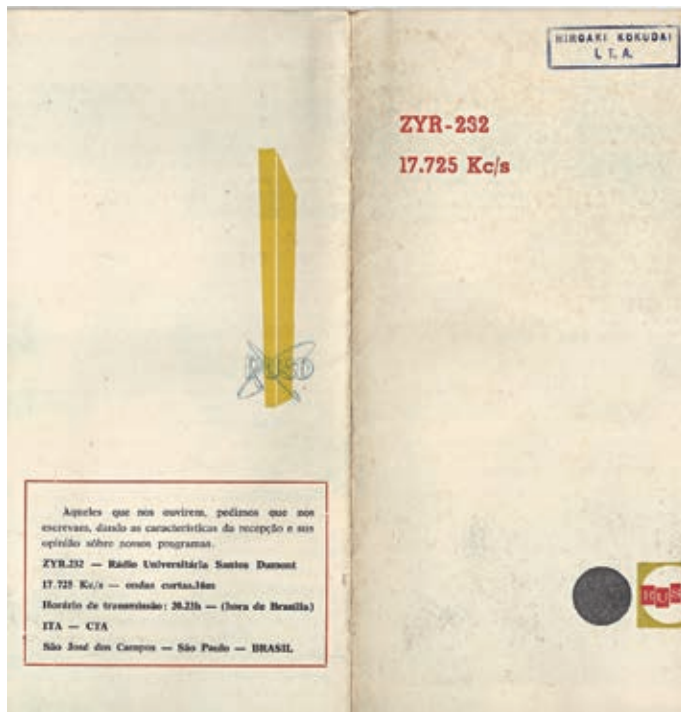 HIROAKI KOKUDAI
I. T. A.
ZYR-232
17.725 Kc/s
RUSD
Àqueles que nos ouvirem, pedimos que nos
escrevam, dando as características da recepção e sua
opinião sôbre nossos programas.
ZYR.232 — Rádio Universitária Santos Dumont
17.725 Kc/s — ondas curtas.16m
Horário de transmissão: 20.22h — (hora de Brasília)
ITA — CTA
São José dos Campos — São Paulo — BRASIL
RUS